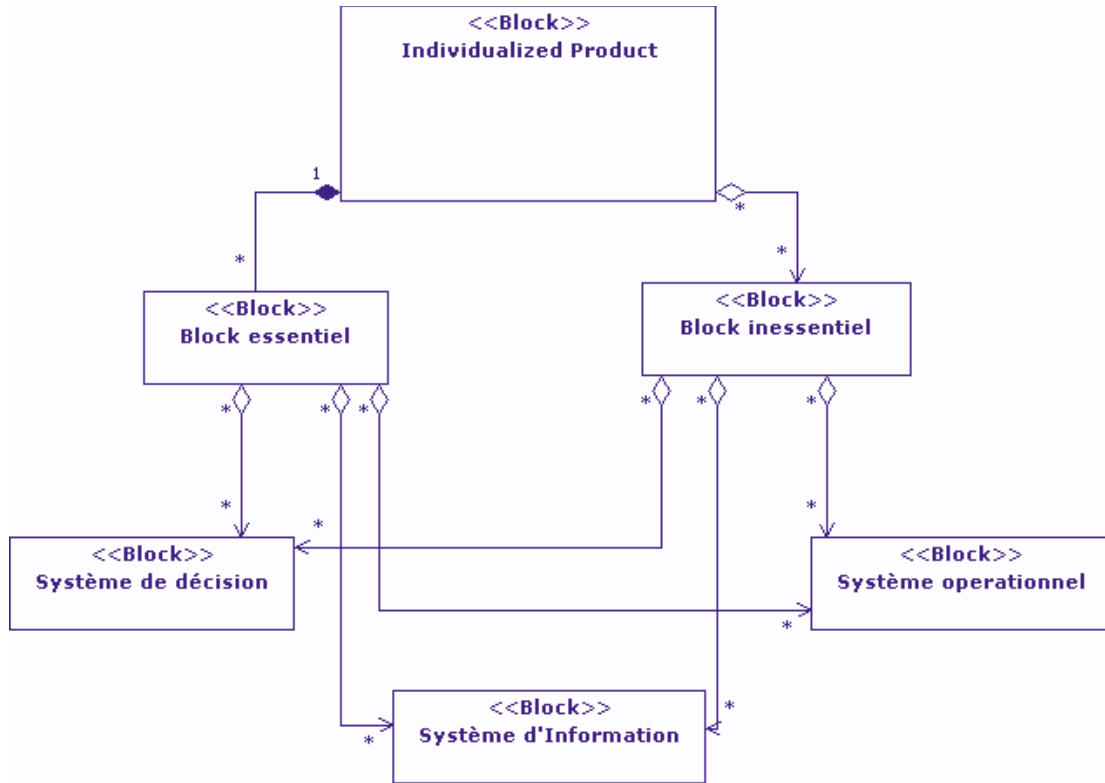 <<Block>>
Individualized Product
1
*
*
*
<<Block>>
Block essentiel
<<Block>>
Block inessentiel
*
*
*
*
*
*
*
*
*
<<Block>>
Système de décision
<<Block>>
Système operationnel
*
*
*
<<Block>>
Système d'Information